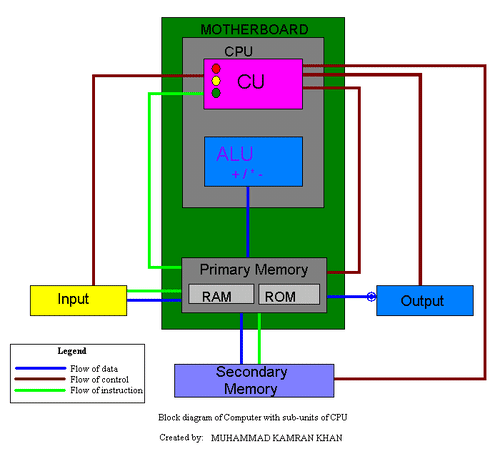 MOTHERBOARD
CPU
CU
ALU
+ / * -
Primary Memory
RAM
ROM
Input
Output
Secondary
Memory
Legend
Flow of data
Flow of control
Flow of instruction
Block diagram of Computer with sub-units of CPU
Created by: MUHAMMAD KAMRAN KHAN